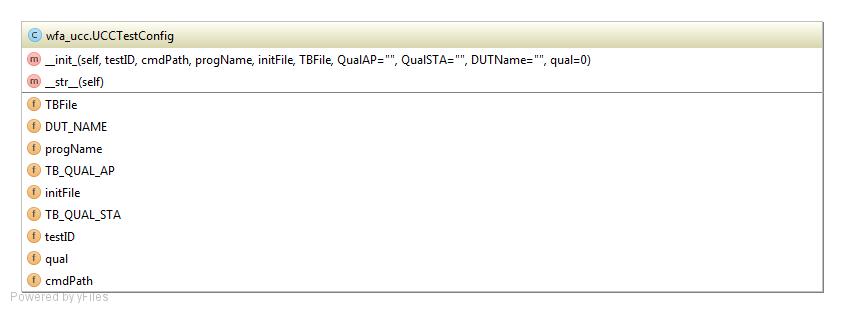 C wfa_ucc.UCCTestConfig
m __init_(self, testID, cmdPath, progName, initFile, TBFile, QualAP="", QualSTA="", DUTName="", qual=0)
m __str__(self)
f TBFile
f DUT_NAME
f progName
f TB_QUAL_AP
f initFile
f TB_QUAL_STA
f testID
f qual
f cmdPath
Powered by yFiles